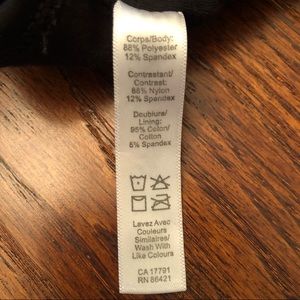 Corps/Body:
88% Polyester
12% Spandex
Contrastant/
Contrast:
88% Nylon
12% Spandex
Doublure/
Lining:
95% Coton/
Cotton
5% Spandex
Lavez Avec
Couleurs
Similaires/
Wash With
Like Colours
CA 17791
RN 86421